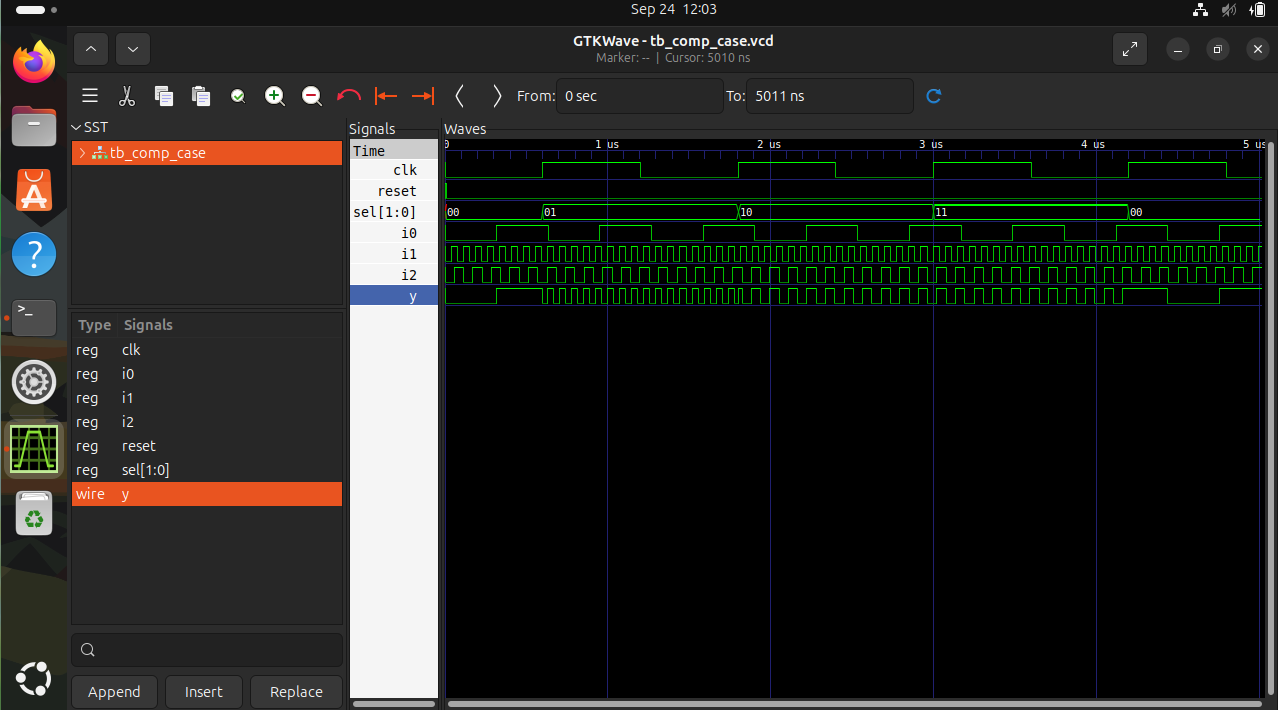 Sep 24 12:03
GTKWave - tb_comp_case.vcd
Marker: -- | Cursor: 5010 ns
From: 0 sec To: 5011 ns
SST
tb_comp_case
Type Signals
reg clk
reg i0
reg i1
reg i2
reg reset
reg sel[1:0]
wire y
Append Insert Replace
Signals
Time
clk
reset
sel[1:0]
i0
i1
i2
y
Waves
0 1 us 2 us 3 us 4 us 5 us
00 01 10 11 00